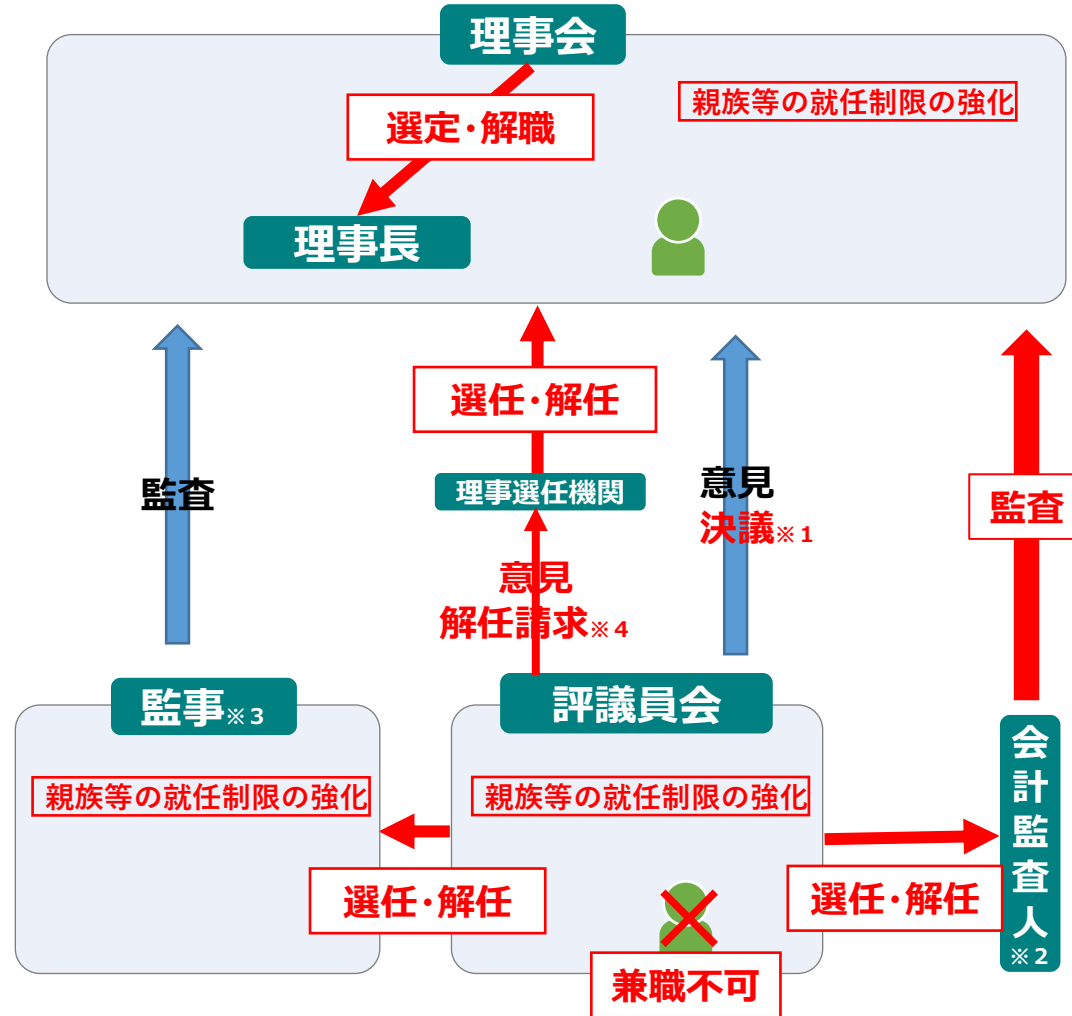 理事会
親族等の就任制限の強化
選定・解職
理事長
選任・解任
理事選任機関
監査
意見
決議※1
監査
意見
解任請求※4
監事※3
評議員会
会計監査人※2
親族等の就任制限の強化
親族等の就任制限の強化
選任・解任
選任・解任
兼職不可